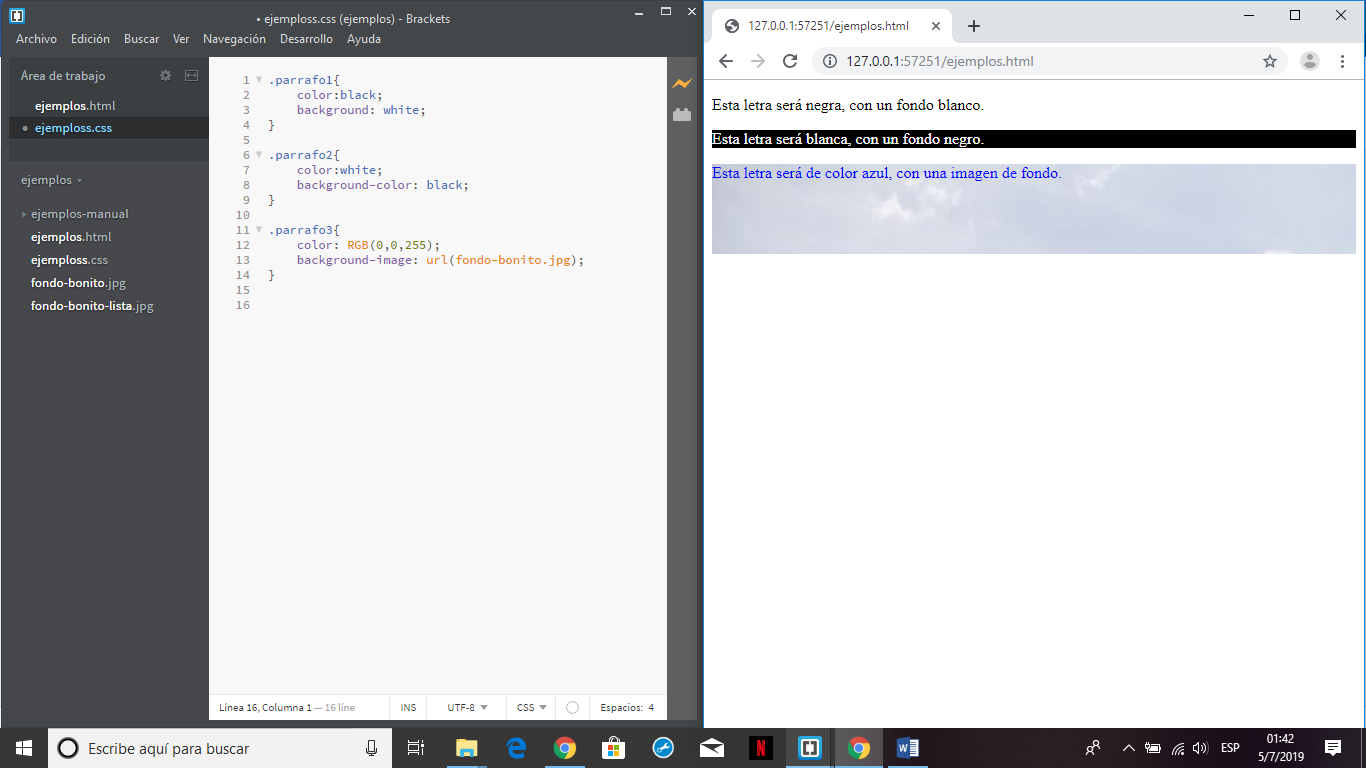 • ejemploss.css (ejemplos) - Brackets
Archivo Edición Buscar Ver Navegación Desarrollo Ayuda
Área de trabajo
ejemplos.html
ejemploss.css
ejemplos
ejemplos-manual
ejemplos.html
ejemploss.css
fondo-bonito.jpg
fondo-bonito-lista.jpg
1 .parrafo1{
2 color:black;
3 background: white;
4 }
5
6 .parrafo2{
7 color:white;
8 background-color: black;
9 }
10
11 .parrafo3{
12 color: RGB(0,0,255);
13 background-image: url(fondo-bonito.jpg);
14 }
15
16
Línea 16, Columna 1 — 16 líne INS UTF-8 CSS Espacios: 4
127.0.0.1:57251/ejemplos.html
127.0.0.1:57251/ejemplos.html
Esta letra será negra, con un fondo blanco.
Esta letra será blanca, con un fondo negro.
Esta letra será de color azul, con una imagen de fondo.
Escribe aquí para buscar
ESP
01:42
5/7/2019